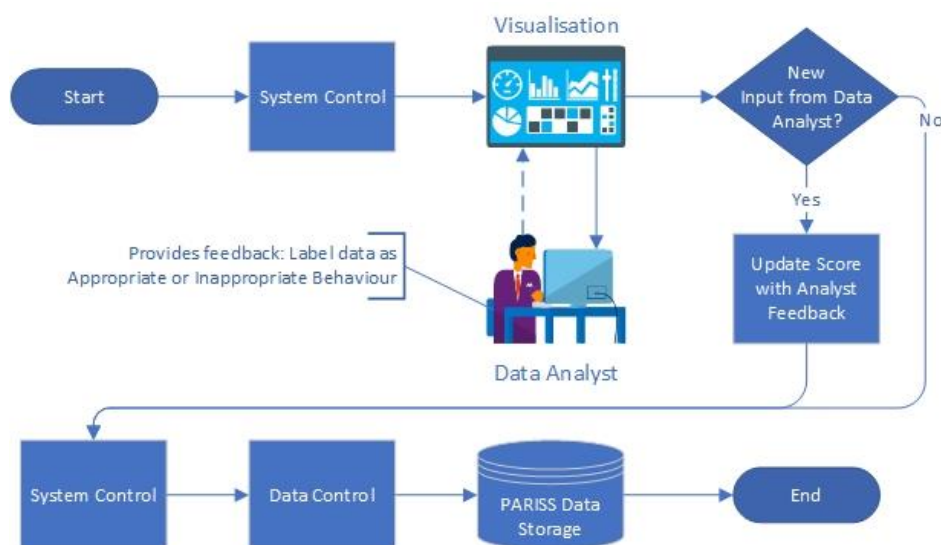 Visualisation
Start
System Control
New
Input from Data
Analyst?
No
Yes
Provides feedback: Label data as
Appropriate or Inappropriate Behaviour
Update Score
with Analyst
Feedback
Data Analyst
System Control
Data Control
PARISS Data
Storage
End